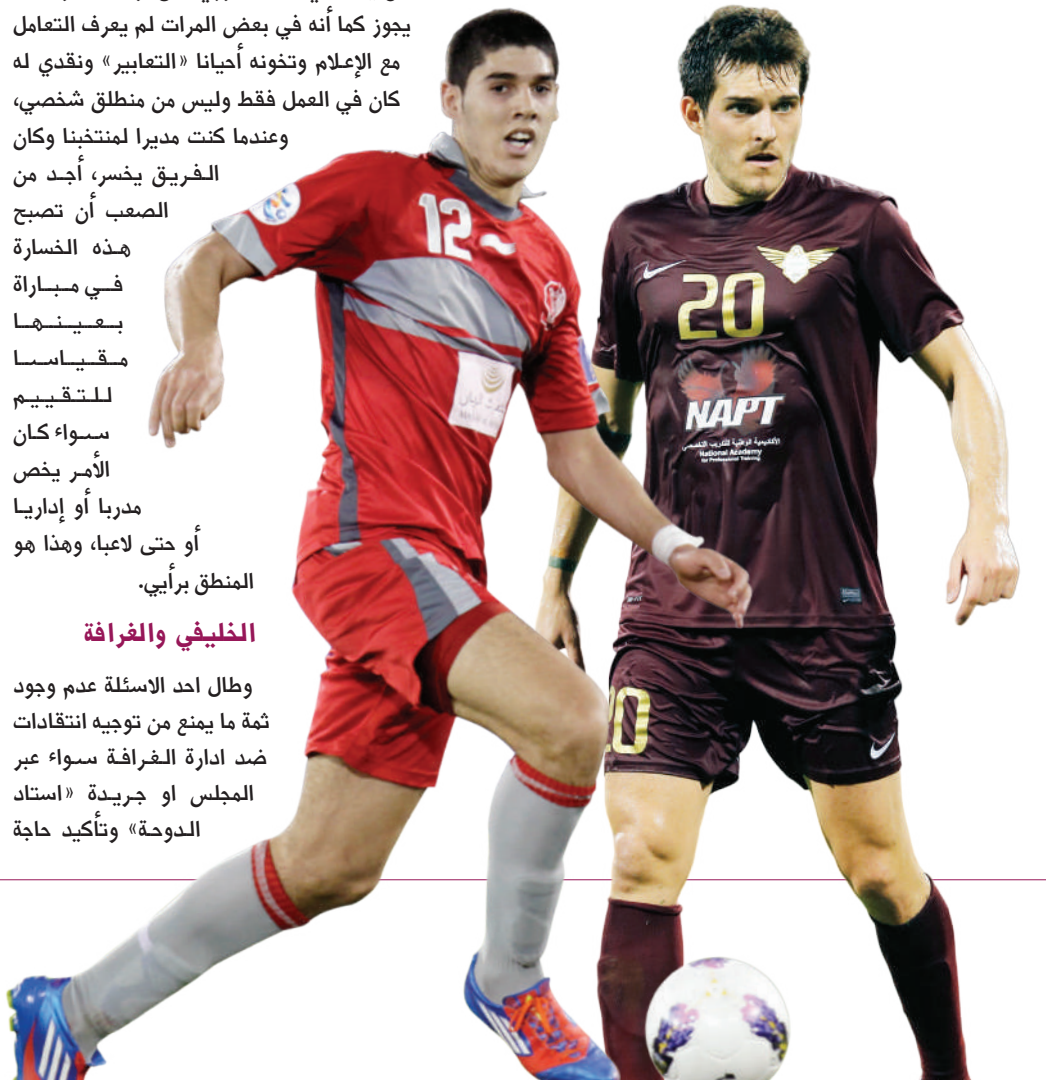 يجوز كما أنه في بعض المرات لم يعرف التعامل
مع الإعلام وتخونه أحيانا «التعابير» ونقدي له
كان في العمل فقط وليس من منطلق شخصي،
وعندما كنت مديرا لمنتخبنا وكان
الفريق يخسر، أجد من
الصعب أن تصبح
هذه الخسارة
في مباراة
بعينها
مقياسا
للتقييم
سواء كان
الأمر يخص
مدربا أو إداريا
أو حتى لاعبا، وهذا هو
المنطق برأيي.
الخليفي والغرافة
وطال احد الاسئلة عدم وجود
ثمة ما يمنع من توجيه انتقادات
ضد ادارة الغرافة سواء عبر
المجلس او جريدة «استاد
الدوحة» وتأكيد حاجة
12
20
NAPT
الأكاديمية الوطنية للتدريب التخصصي
National Academy
for Professional Training
20